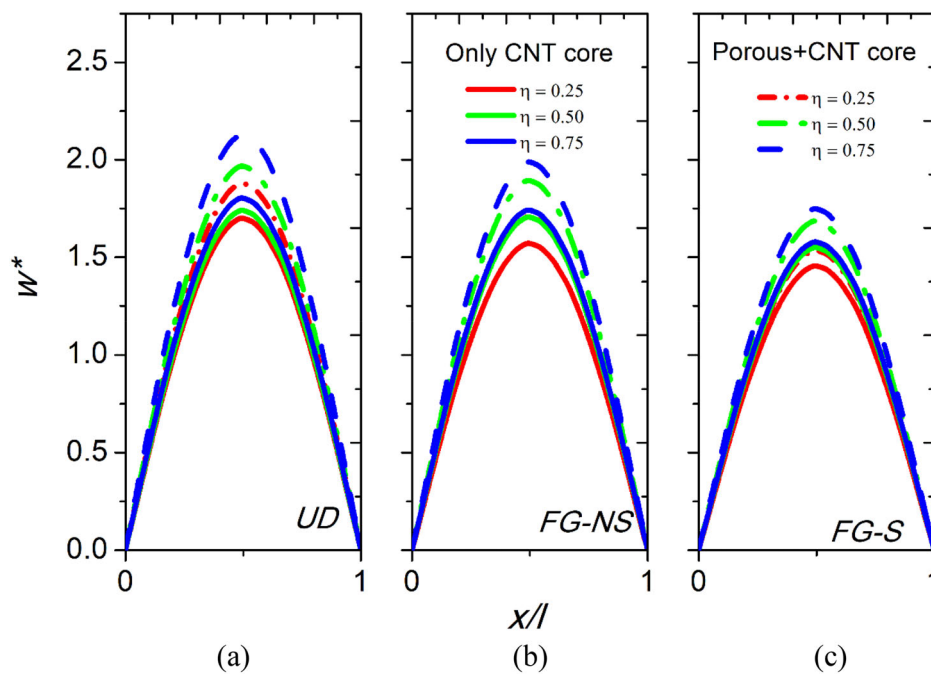 2.5
2.0
1.5
1.0
0.5
0.0
w*
UD
0 1
(a)
Only CNT core
η = 0.25
η = 0.50
η = 0.75
FG-NS
0 1
x/l
(b)
Porous+CNT core
η = 0.25
η = 0.50
η = 0.75
FG-S
0 1
(c)